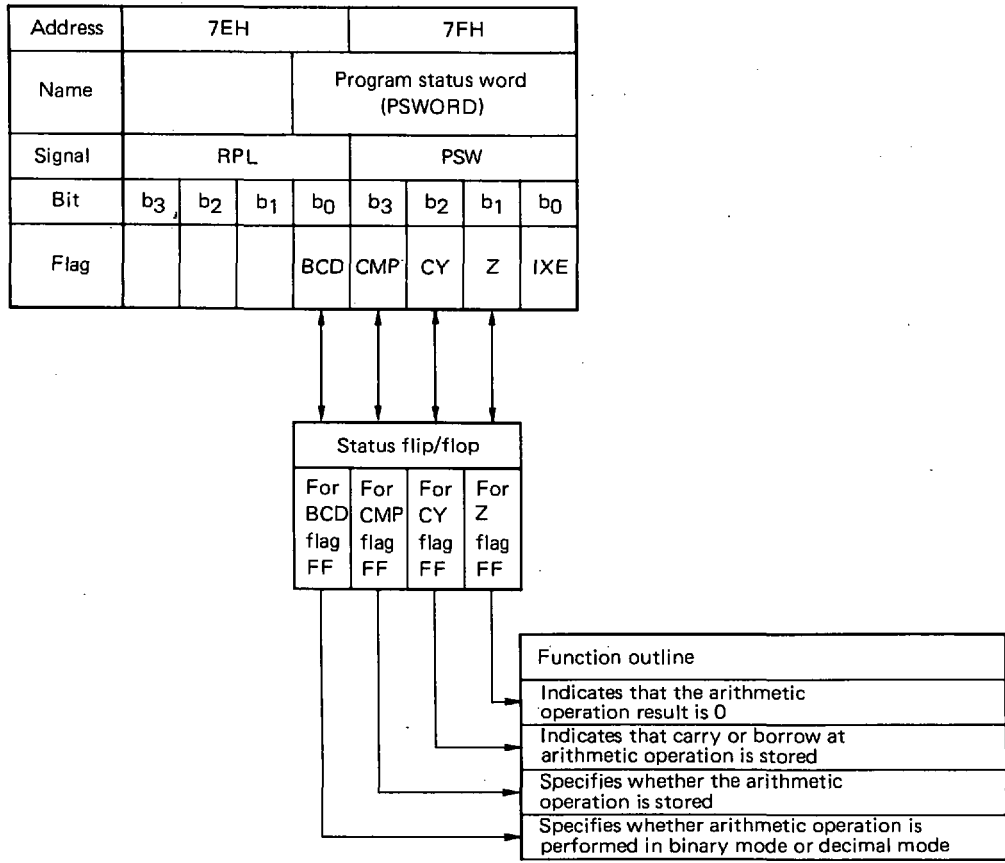 Address 7EH 7FH
Name Program status word
(PSWORD)
Signal RPL PSW
Bit b3 b2 b1 b0 b3 b2 b1 b0
Flag BCD CMP CY Z IXE
Status flip/flop
For For For For
BCD CMP CY Z
flag flag flag flag
FF FF FF FF
Function outline
Indicates that the arithmetic
operation result is 0
Indicates that carry or borrow at
arithmetic operation is stored
Specifies whether the arithmetic
operation is stored
Specifies whether arithmetic operation is
performed in binary mode or decimal mode